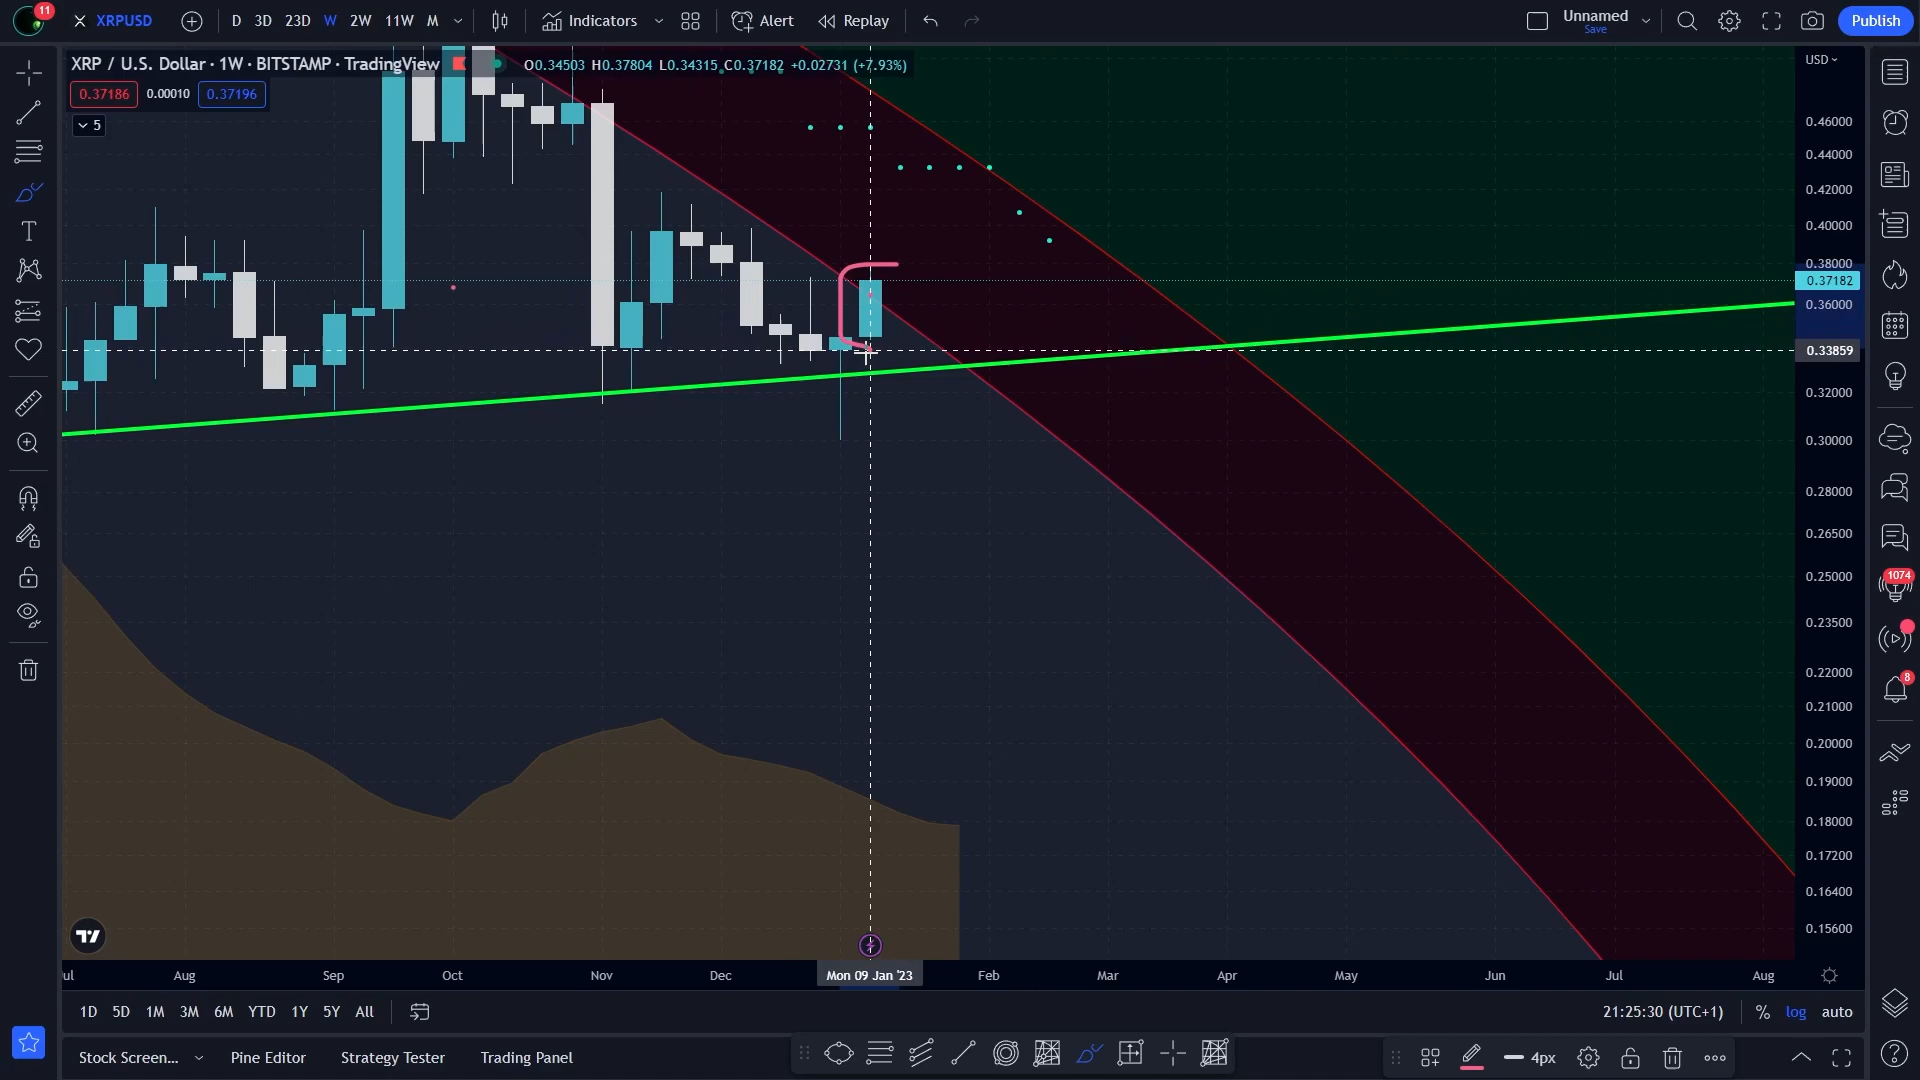 11
XRPUSD
D 3D 23D W 2W 11W M
Indicators
Alert
Replay
Unnamed
Save
Publish
XRP / U.S. Dollar · 1W · BITSTAMP · TradingView
O0.34503 H0.37804 L0.34315 C0.37182 +0.02731 (+7.93%)
0.37186 0.00010 0.37196
5
USD
0.46000
0.44000
0.42000
0.40000
0.38000
0.37182
0.36000
0.33859
0.32000
0.30000
0.28000
0.26500
0.25000
0.23500
0.22000
0.21000
0.20000
0.19000
0.18000
0.17200
0.16400
0.15600
1074
8
ul Aug Sep Oct Nov Dec Mon 09 Jan '23 Feb Mar Apr May Jun Jul Aug
1D 5D 1M 3M 6M YTD 1Y 5Y All
21:25:30 (UTC+1) % log auto
Stock Screen... Pine Editor Strategy Tester Trading Panel
4px